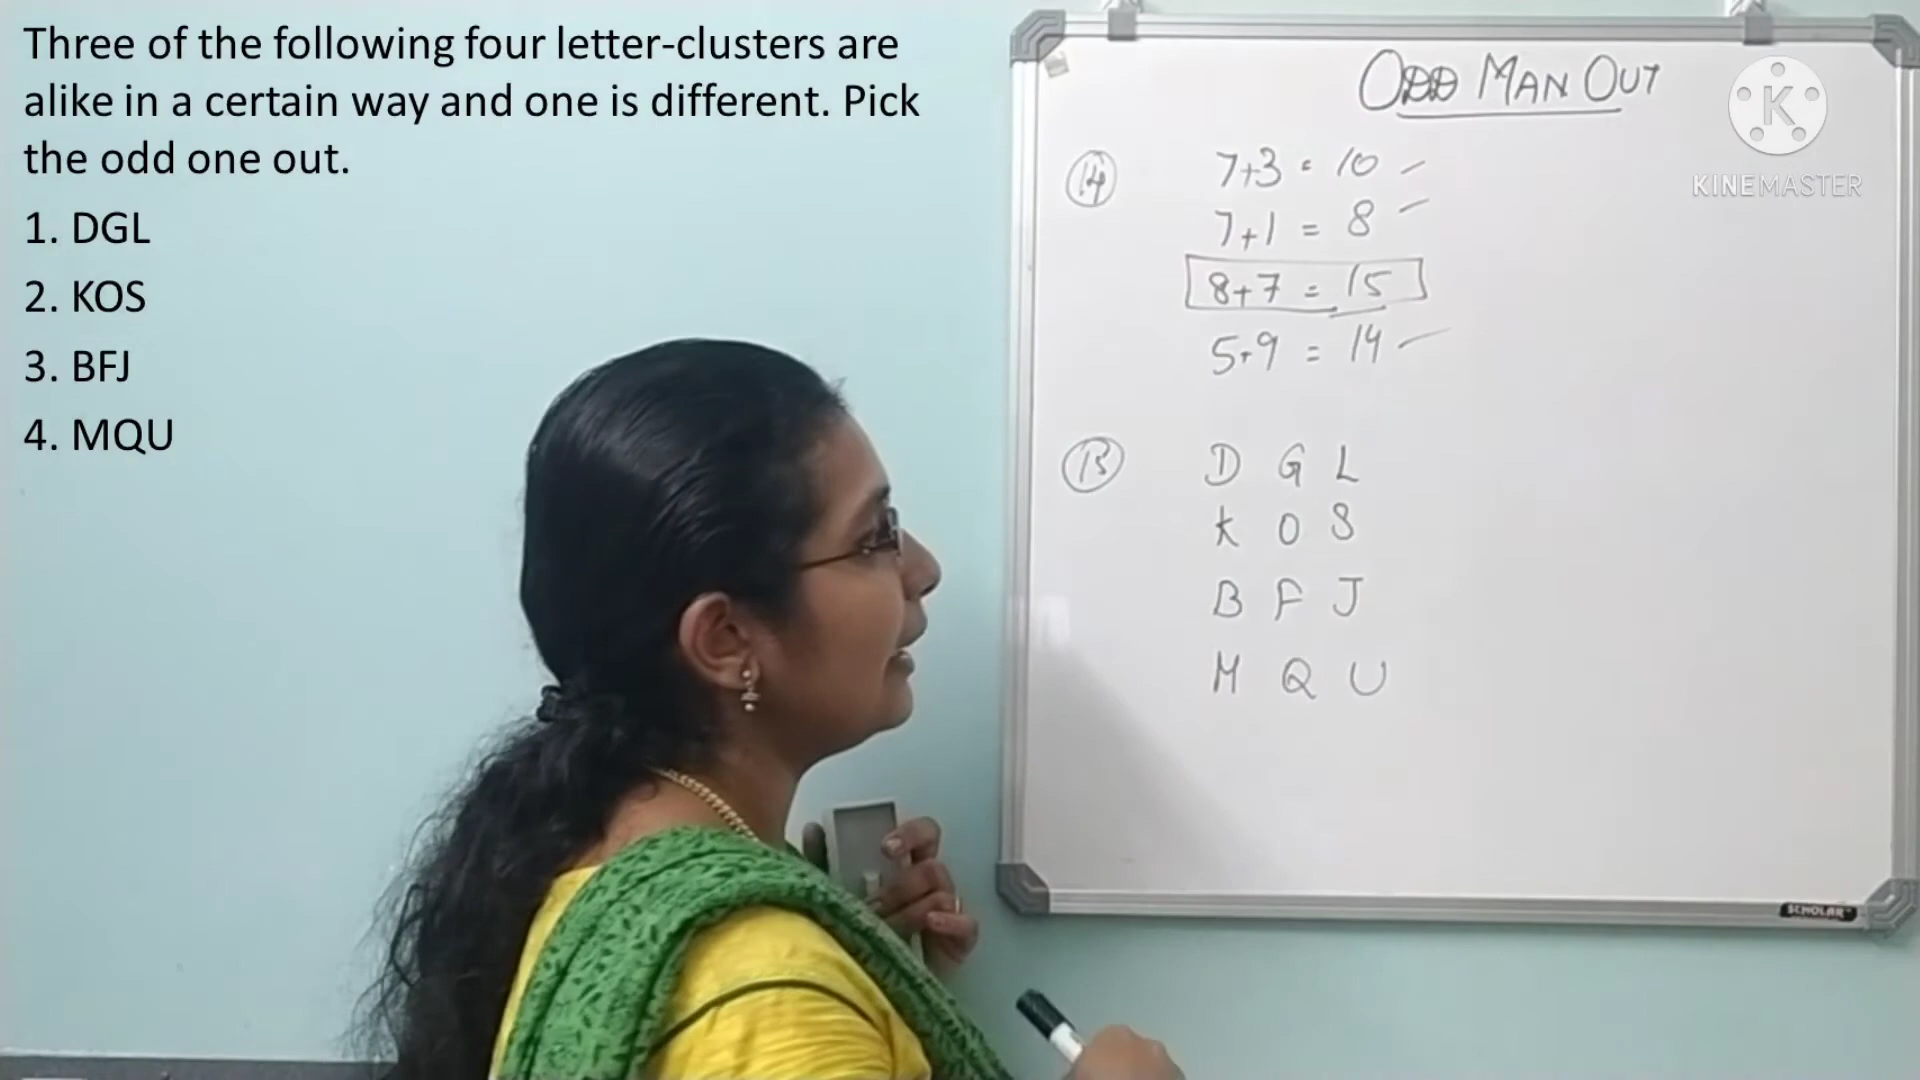 Three of the following four letter-clusters are
alike in a certain way and one is different. Pick
the odd one out.
1. DGL
2. KOS
3. BFJ
4. MQU
ODD MAN OUT
KINEMASTER
14
7+3 = 10
7+1 = 8
8+7 = 15
5+9 = 14
15
D G L
K O S
B F J
M Q U
SCHOLAR